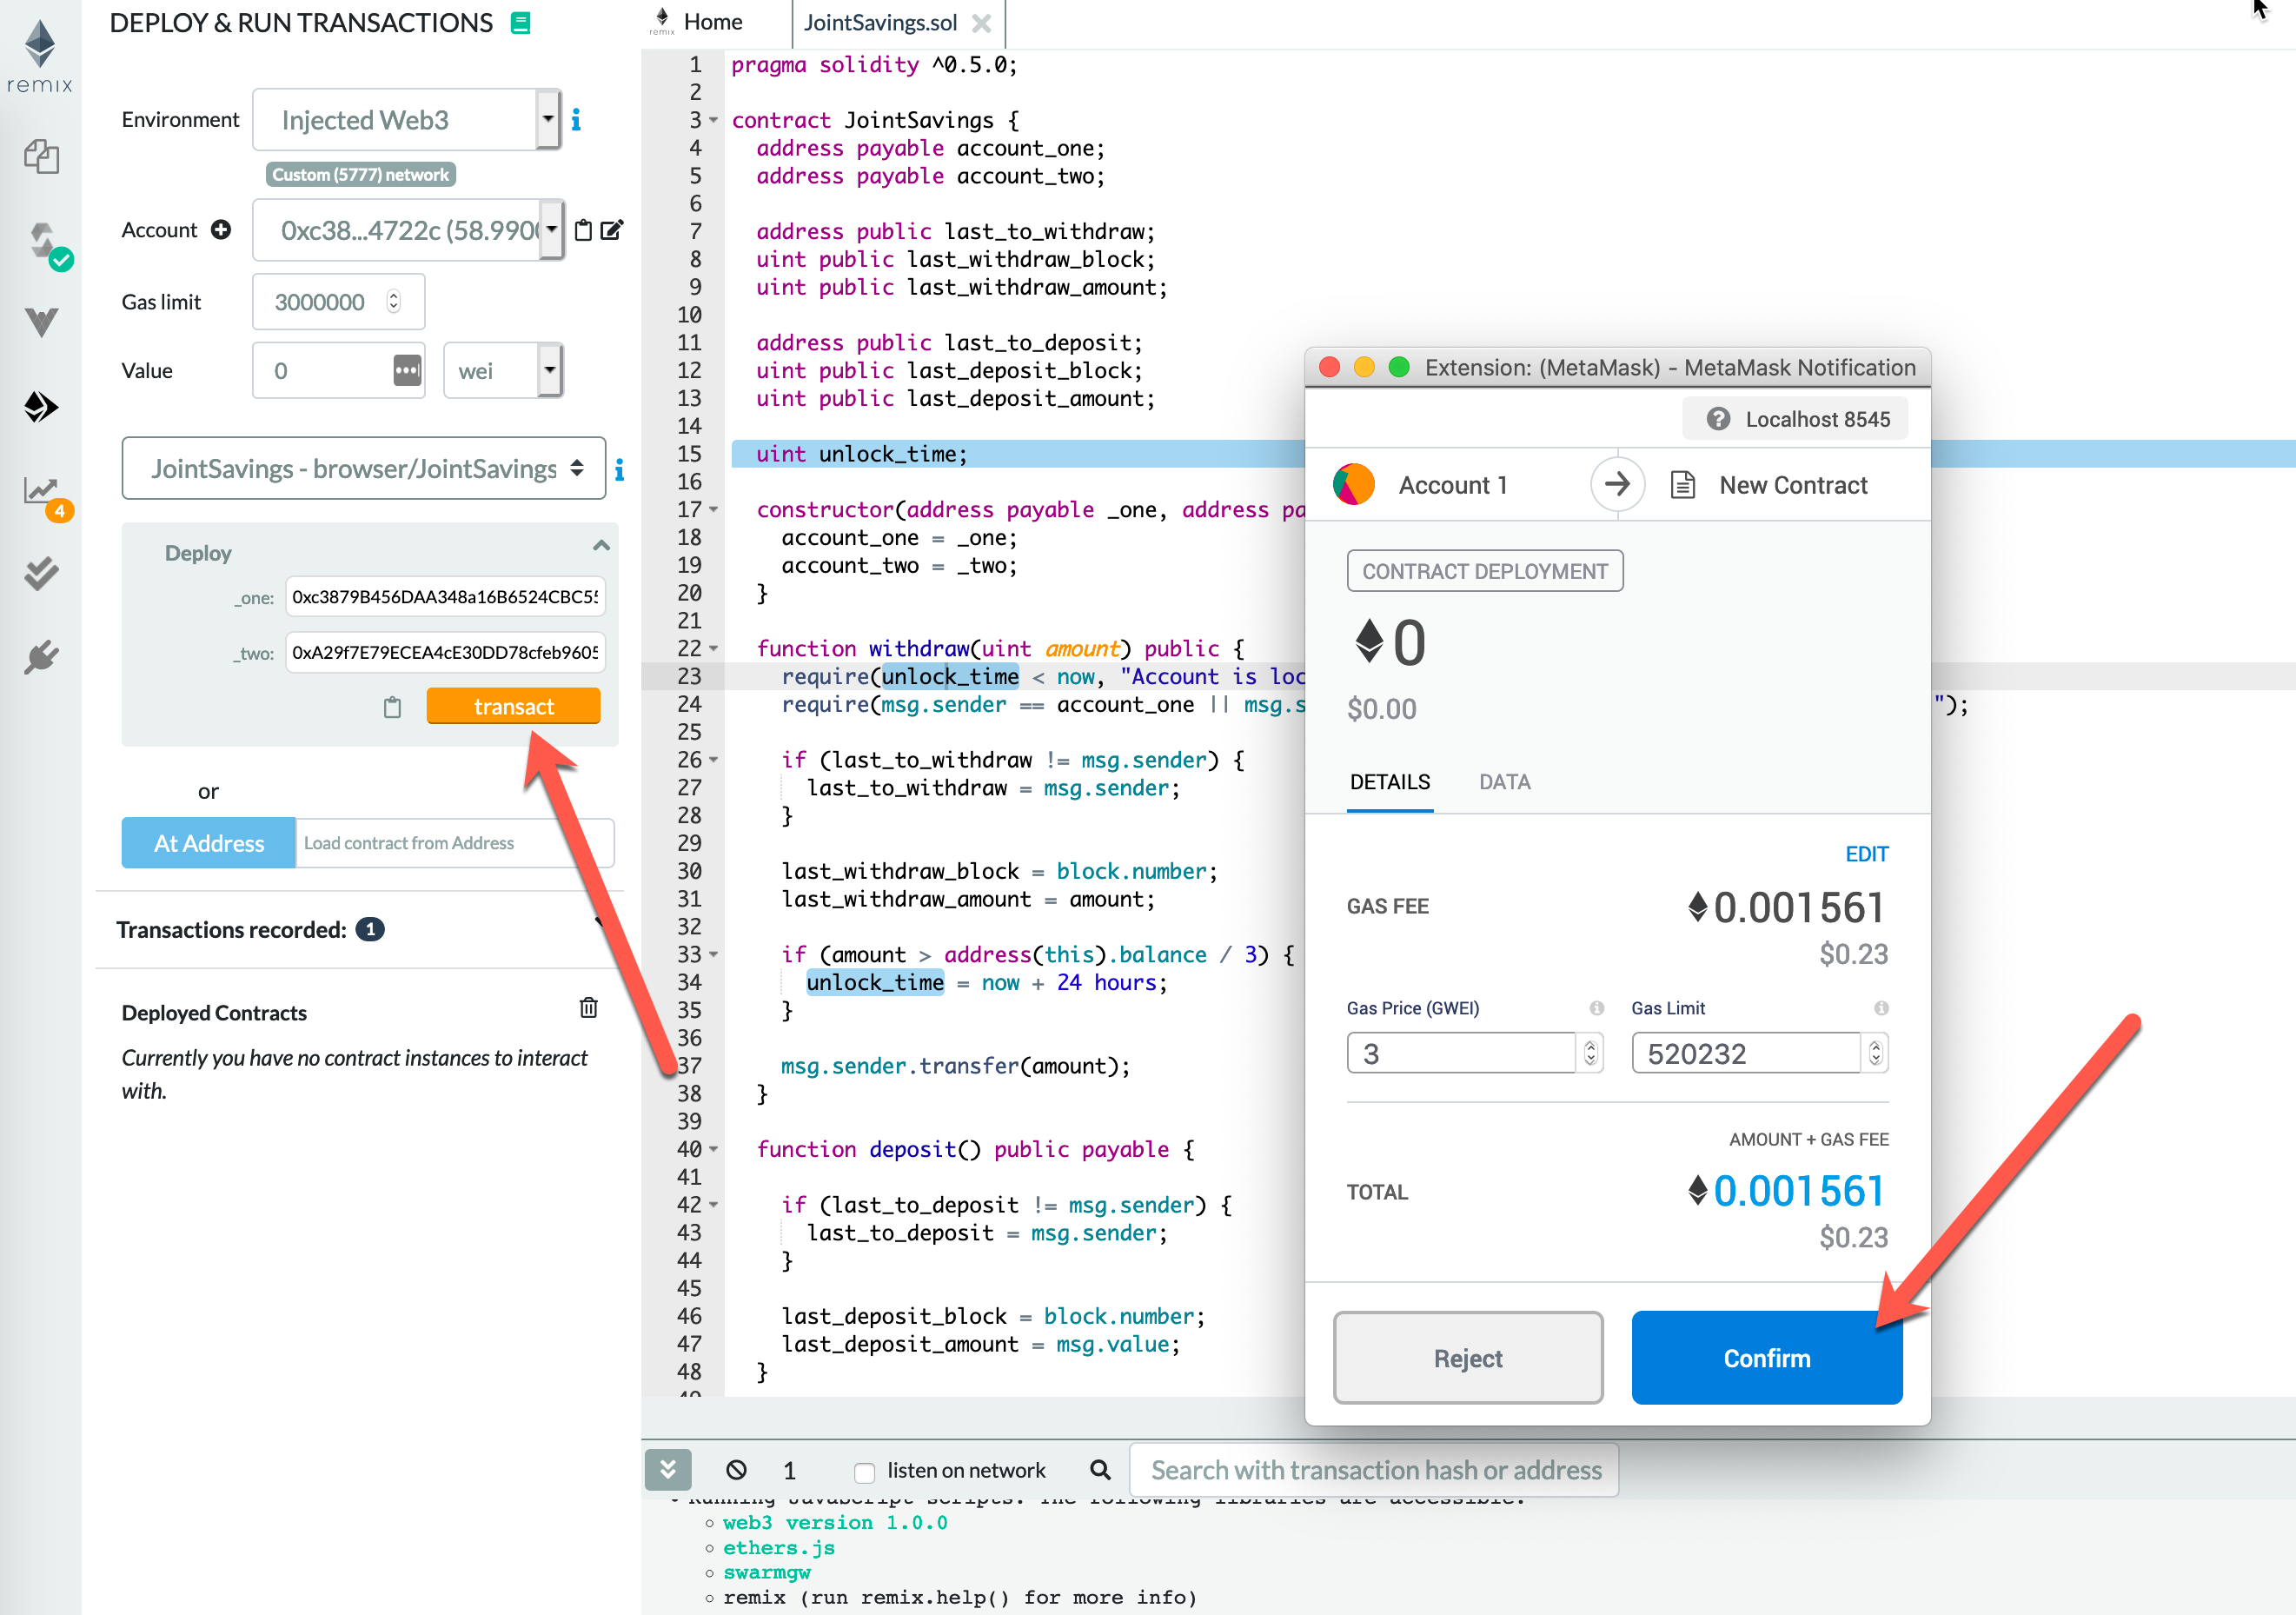 DEPLOY & RUN TRANSACTIONS
remix
Environment
Injected Web3
Custom (5777) network
Account
0xc38...4722c (58.990
Gas limit
3000000
Value
0
wei
JointSavings - browser/JointSavings
Deploy
_one:
0xc3879B456DAA348a16B6524CBC55
_two:
0xA29f7E79ECEA4cE30DD78cfeb9605
transact
or
At Address
Load contract from Address
Transactions recorded: 1
Deployed Contracts
Currently you have no contract instances to interact
with.
4
remix
Home
JointSavings.sol
1 pragma solidity ^0.5.0;
2
3 contract JointSavings {
4 address payable account_one;
5 address payable account_two;
6
7 address public last_to_withdraw;
8 uint public last_withdraw_block;
9 uint public last_withdraw_amount;
10
11 address public last_to_deposit;
12 uint public last_deposit_block;
13 uint public last_deposit_amount;
14
15 uint unlock_time;
16
17 constructor(address payable _one, address pa
18 account_one = _one;
19 account_two = _two;
20 }
21
22 function withdraw(uint amount) public {
23 require(unlock_time < now, "Account is loc
24 require(msg.sender == account_one || msg.s ");
25
26 if (last_to_withdraw != msg.sender) {
27 last_to_withdraw = msg.sender;
28 }
29
30 last_withdraw_block = block.number;
31 last_withdraw_amount = amount;
32
33 if (amount > address(this).balance / 3) {
34 unlock_time = now + 24 hours;
35 }
36
37 msg.sender.transfer(amount);
38 }
39
40 function deposit() public payable {
41
42 if (last_to_deposit != msg.sender) {
43 last_to_deposit = msg.sender;
44 }
45
46 last_deposit_block = block.number;
47 last_deposit_amount = msg.value;
48 }
Extension: (MetaMask) - MetaMask Notification
Localhost 8545
Account 1
New Contract
CONTRACT DEPLOYMENT
0
$0.00
DETAILS
DATA
EDIT
GAS FEE
0.001561
$0.23
Gas Price (GWEI)
Gas Limit
3
520232
AMOUNT + GAS FEE
TOTAL
0.001561
$0.23
Reject
Confirm
1
listen on network
Search with transaction hash or address
Running JavaScript scripts. The following libraries are accessible:
web3 version 1.0.0
ethers.js
swarmgw
remix (run remix.help() for more info)